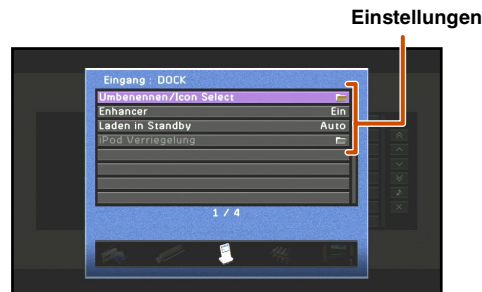 Einstellungen
Eingang : DOCK
Umbenennen/Icon Select
Enhancer Ein
Laden in Standby Auto
iPod Verriegelung
1 / 4